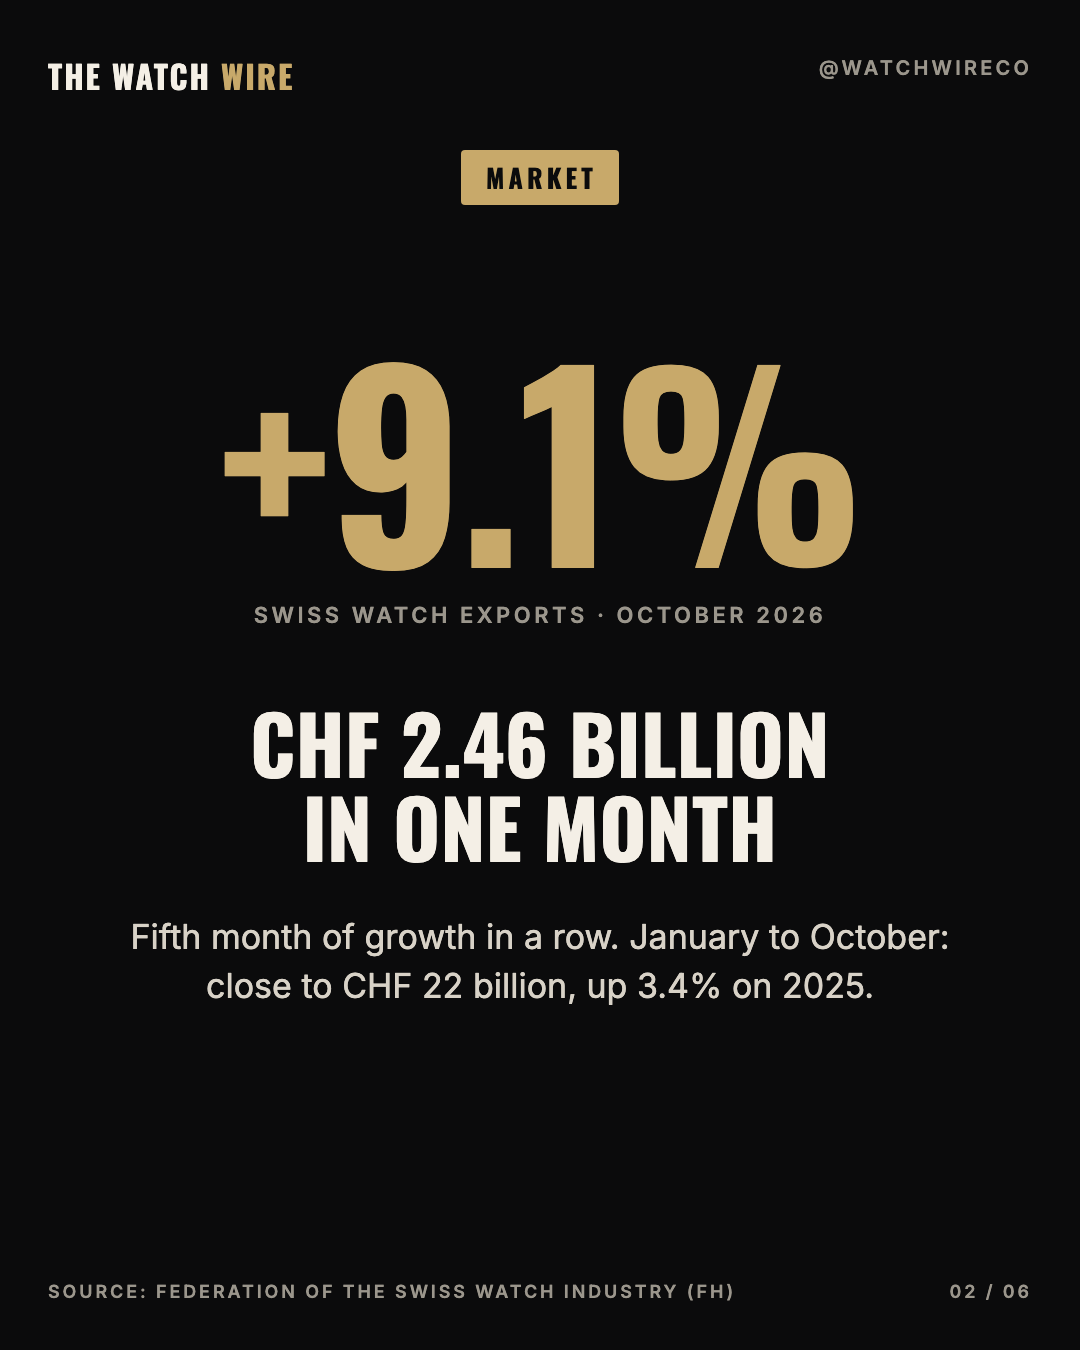 THE WATCH WIRE
@WATCHWIRECO
MARKET
+9.1%
SWISS WATCH EXPORTS · OCTOBER 2026
CHF 2.46 BILLION
IN ONE MONTH
Fifth month of growth in a row. January to October:
close to CHF 22 billion, up 3.4% on 2025.
SOURCE: FEDERATION OF THE SWISS WATCH INDUSTRY (FH)
02 / 06